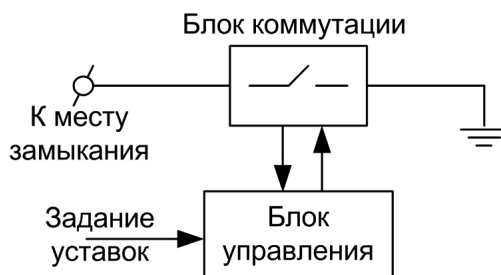 Блок коммутации
К месту
замыкания
Задание
уставок
Блок
управления